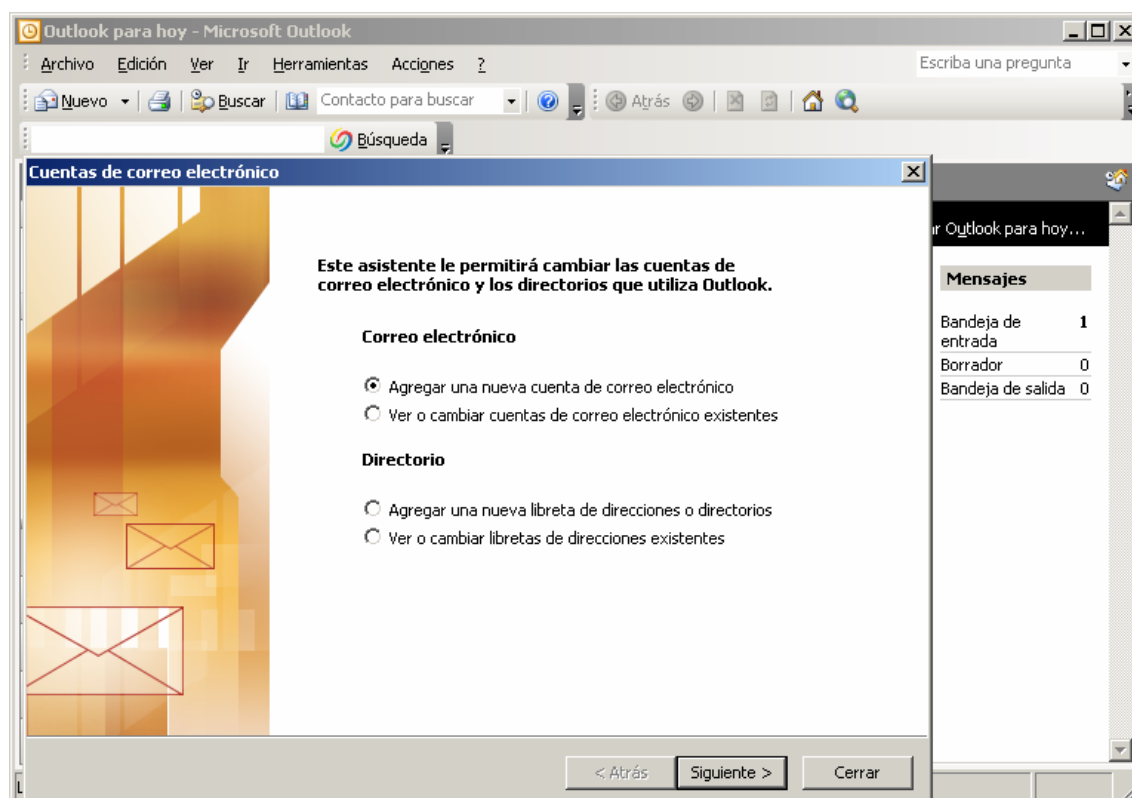 Outlook para hoy - Microsoft Outlook
Archivo Edición Ver Ir Herramientas Acciones ?
Escriba una pregunta
Nuevo Buscar Contacto para buscar Atrás
Búsqueda
Cuentas de correo electrónico
r Outlook para hoy...
Este asistente le permitirá cambiar las cuentas de
correo electrónico y los directorios que utiliza Outlook.
Correo electrónico
Agregar una nueva cuenta de correo electrónico
Ver o cambiar cuentas de correo electrónico existentes
Directorio
Agregar una nueva libreta de direcciones o directorios
Ver o cambiar libretas de direcciones existentes
Mensajes
Bandeja de 1
entrada
Borrador 0
Bandeja de salida 0
< Atrás Siguiente > Cerrar